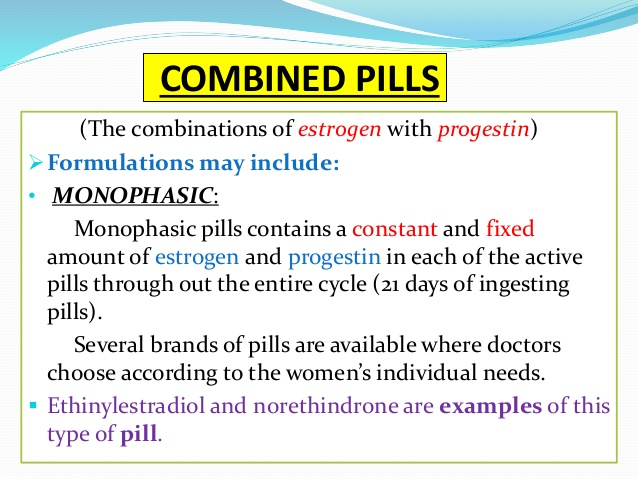 COMBINED PILLS
(The combinations of estrogen with progestin)
➢Formulations may include:
• MONOPHASIC:
Monophasic pills contains a constant and fixed
amount of estrogen and progestin in each of the active
pills through out the entire cycle (21 days of ingesting
pills).
Several brands of pills are available where doctors
choose according to the women’s individual needs.
▪ Ethinylestradiol and norethindrone are examples of this
type of pill.